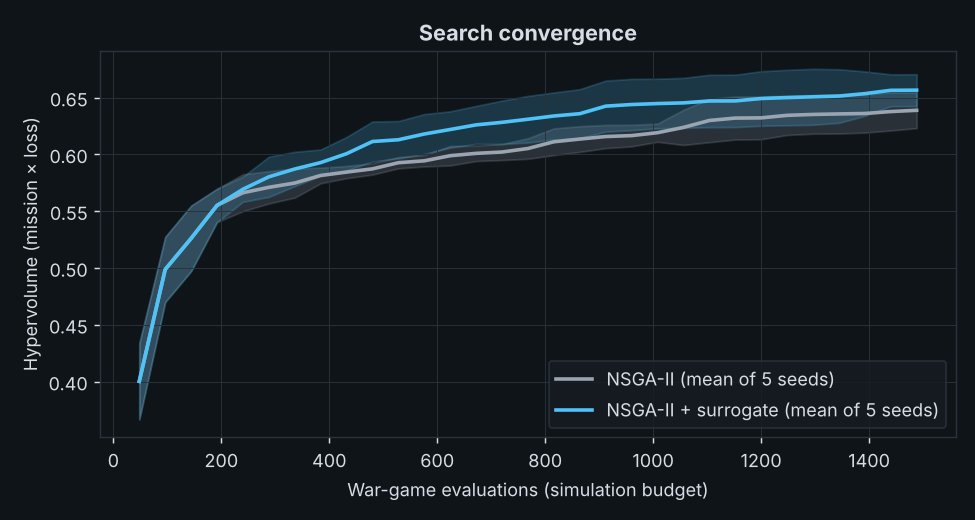 Search convergence
Hypervolume (mission × loss)
0.65
0.60
0.55
0.50
0.45
0.40
NSGA-II (mean of 5 seeds)
NSGA-II + surrogate (mean of 5 seeds)
0
200
400
600
800
1000
1200
1400
War-game evaluations (simulation budget)